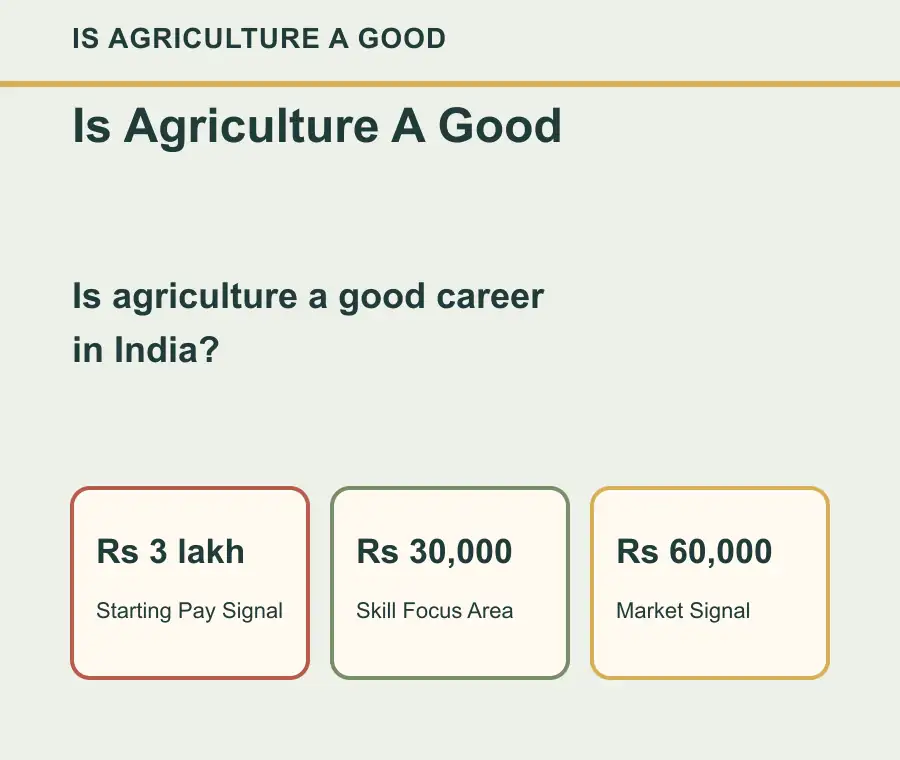 IS AGRICULTURE A GOOD
Is Agriculture A Good
Is agriculture a good career
in India?
Rs 3 lakh
Starting Pay Signal
Rs 30,000
Skill Focus Area
Rs 60,000
Market Signal